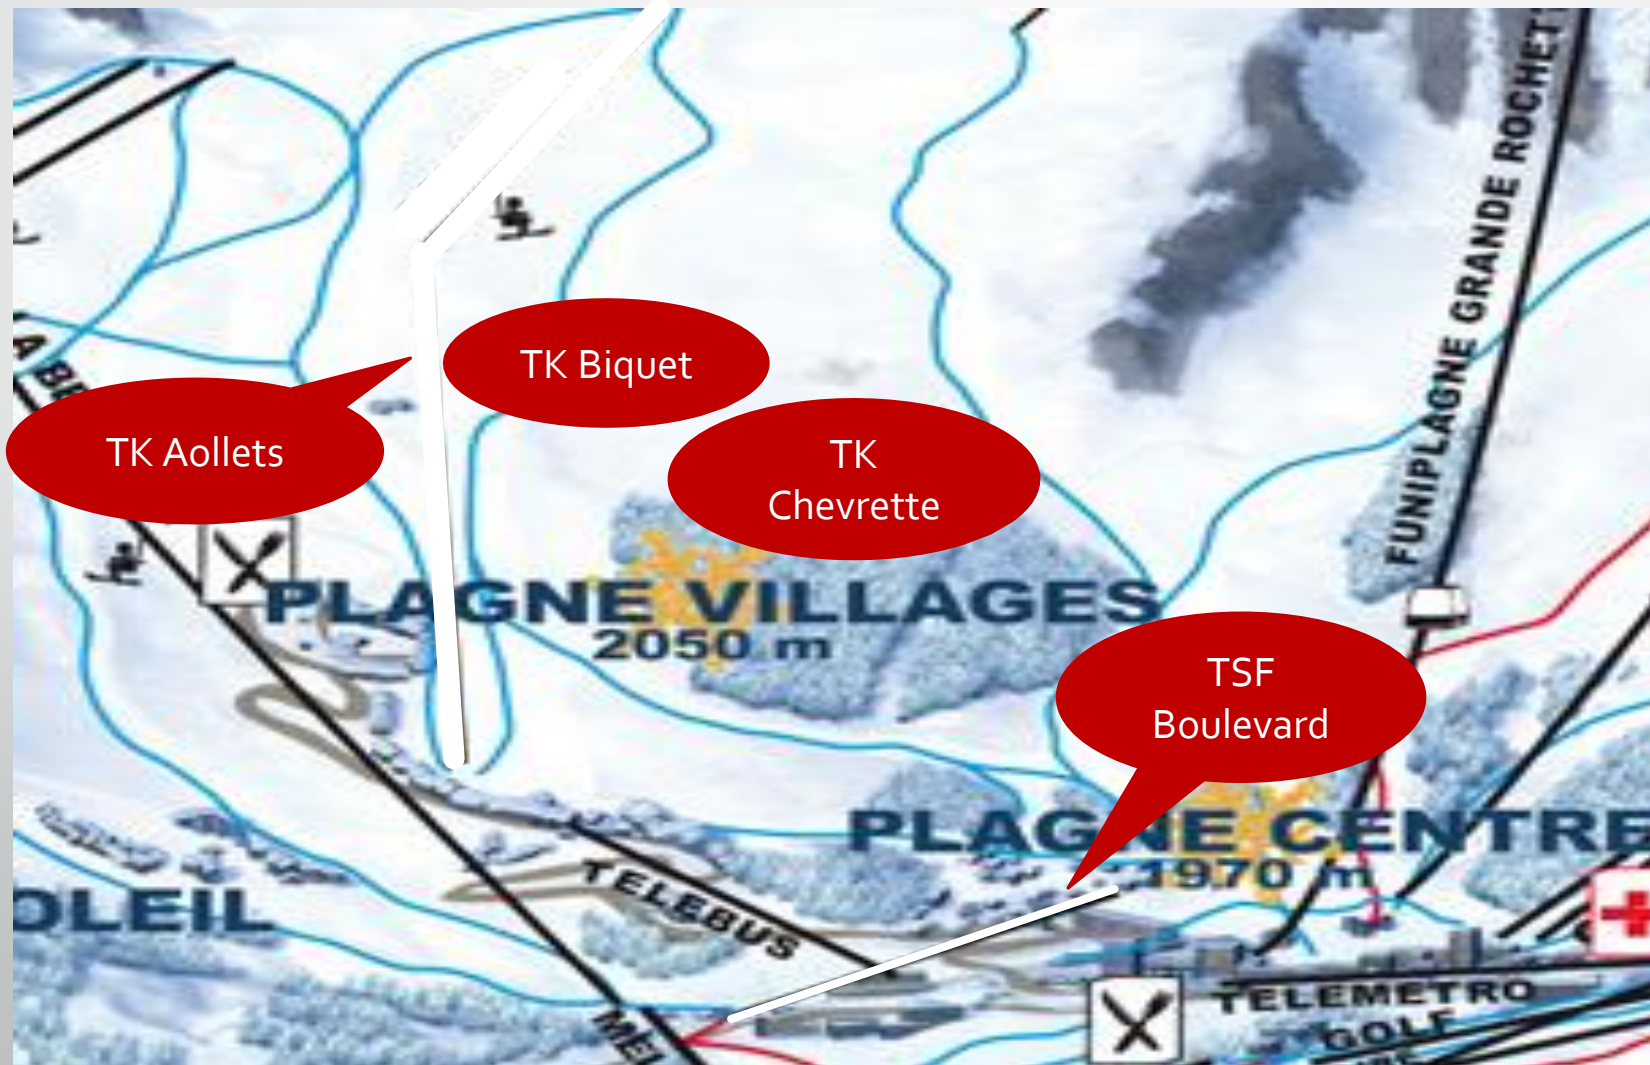 FUNIPLAGNE GRANDE ROCHET
TK Biquet
TK Aollets
TK
Chevrette
PLAGNE VILLAGES
2050 m
TSF
Boulevard
PLAGNE CENTRE
1970 m
OLEIL
TELEBUS
TELEMETRO
GOLF